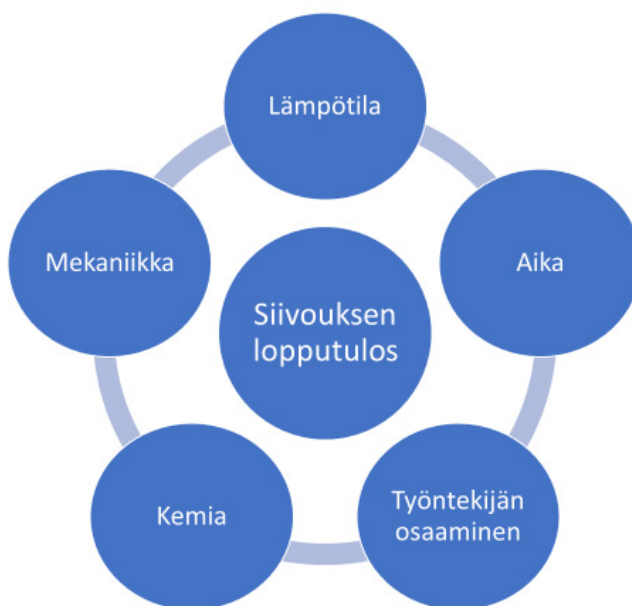 Lämpötila
Mekaniikka
Aika
Siivouksen
lopputulos
Kemia
Työntekijän
osaaminen